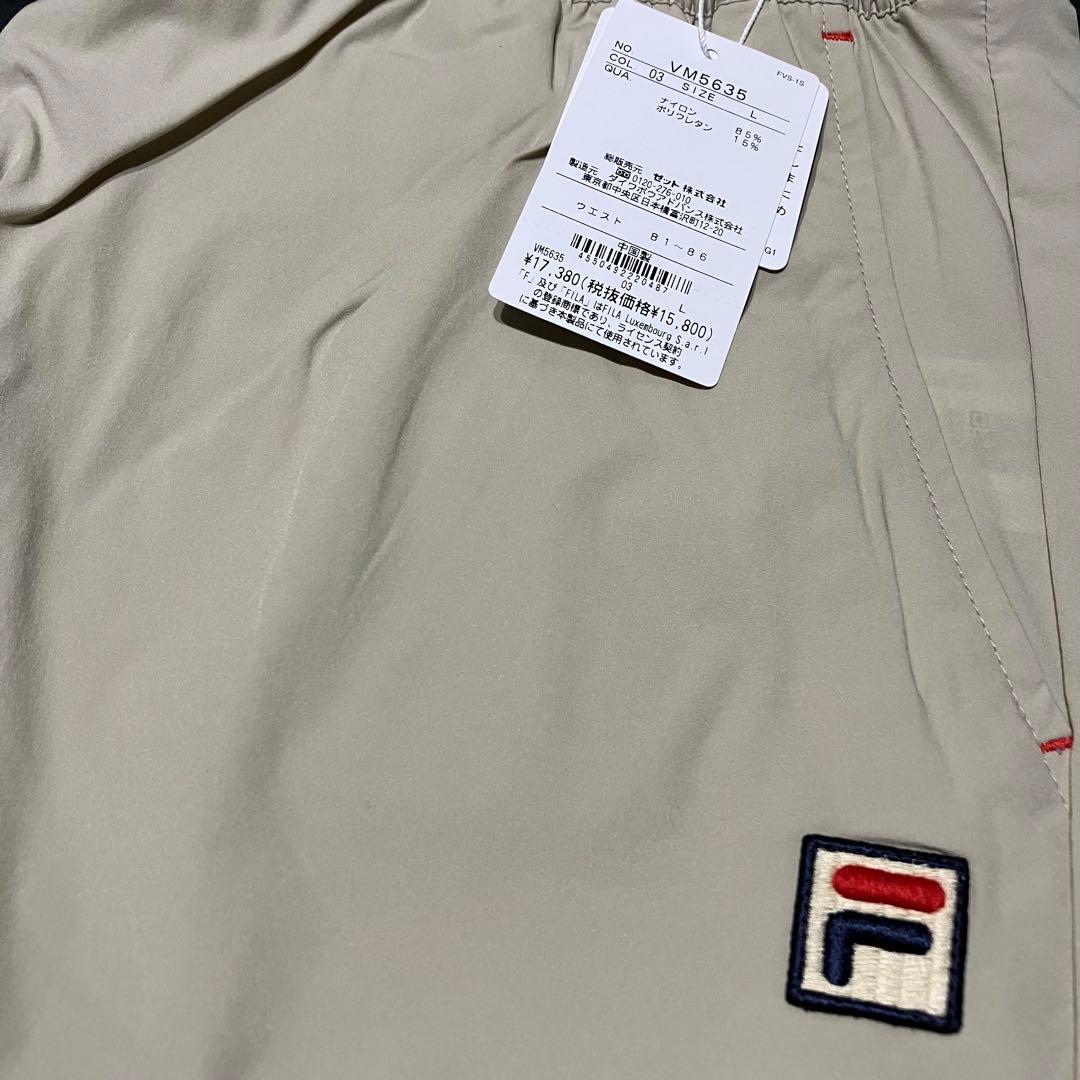 NO. VM5635
FVS-1S
COL. 03 SIZE L
QUA.
ナイロン 85%
ポリウレタン 15%
総販売元 ゼット株式会社
0120-276-010
製造元 ダイワボウアドバンス株式会社
東京都中央区日本橋富沢町12-20
ウエスト 81~86
中国製
VM5635 03 L
¥17,380(税抜価格¥15,800)
「F」及び「FILA」はFILA Luxembourg S.a.r.l
の登録商標であり、ライセンス契約
に基づき本製品にて使用されています。
G1
F